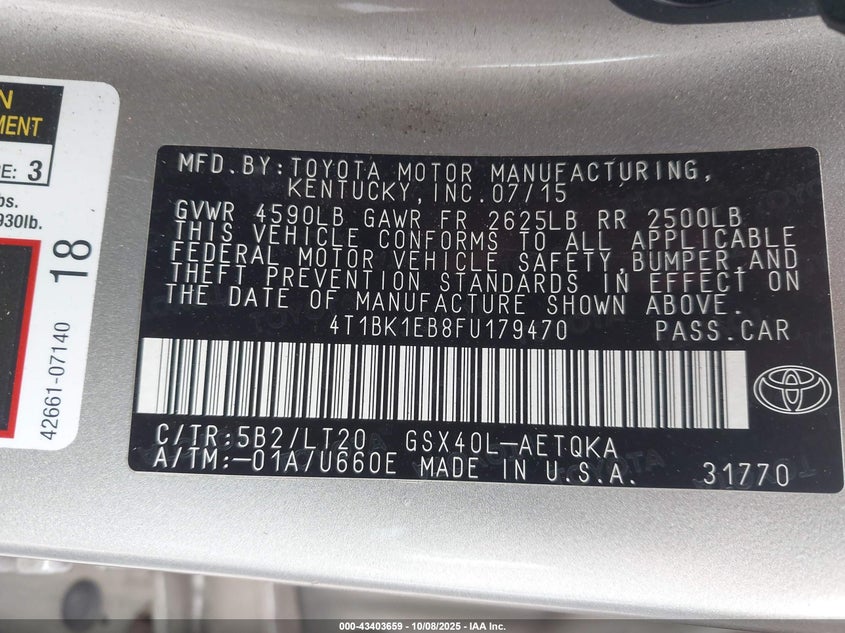 N
MENT
E: 3
bs.
930lb.
18
42661-07140
MFD.BY:TOYOTA MOTOR MANUFACTURING,
KENTUCKY,INC.07/15
GVWR 4590LB GAWR FR 2625LB RR 2500LB
THIS VEHICLE CONFORMS TO ALL APPLICABLE
FEDERAL MOTOR VEHICLE SAFETY,BUMPER,AND
THEFT PREVENTION STANDARDS IN EFFECT ON
THE DATE OF MANUFACTURE SHOWN ABOVE.
4T1BK1EB8FU179470 PASS.CAR
C/TR:5B2/LT20 GSX40L-AETQKA
A/TM:-01A/U660E MADE IN U.S.A. 31770
000-43403659 - 10/08/2025 - IAA Inc.